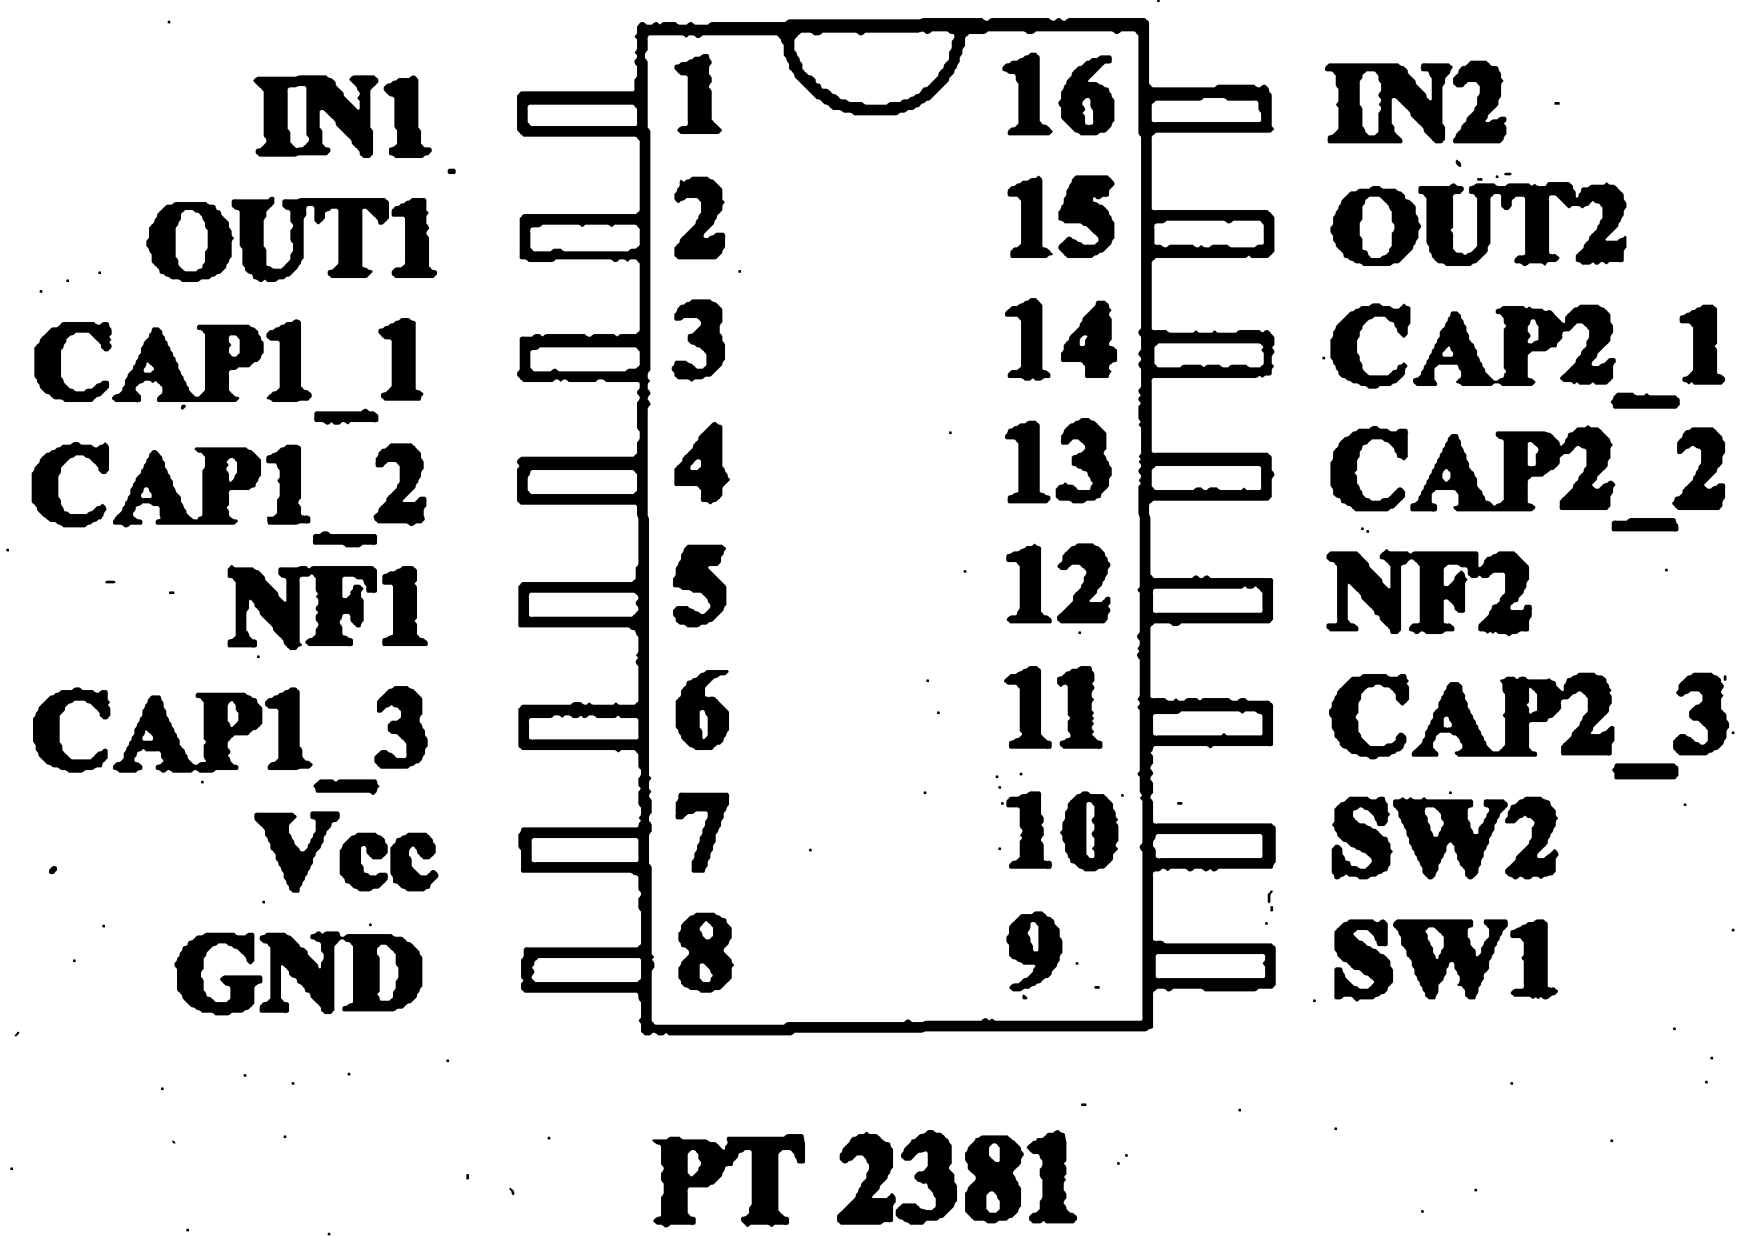 IN1 1 16 IN2
OUT1 2 15 OUT2
CAP1_1 3 14 CAP2_1
CAP1_2 4 13 CAP2_2
NF1 5 12 NF2
CAP1_3 6 11 CAP2_3
Vcc 7 10 SW2
GND 8 9 SW1
PT 2381